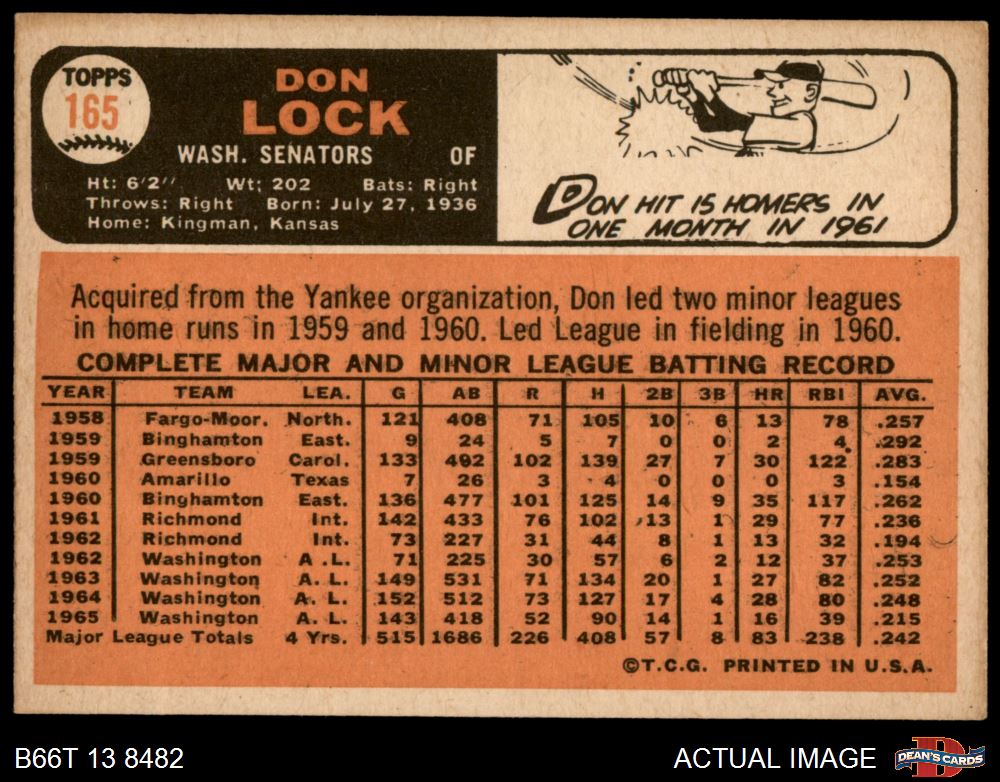 TOPPS
165
DON
LOCK
WASH. SENATORS OF
Ht: 6'2'' Wt; 202 Bats: Right
Throws: Right Born: July 27, 1936
Home: Kingman, Kansas
DON HIT 15 HOMERS IN
ONE MONTH IN 1961
Acquired from the Yankee organization, Don led two minor leagues
in home runs in 1959 and 1960. Led League in fielding in 1960.
COMPLETE MAJOR AND MINOR LEAGUE BATTING RECORD
YEAR TEAM LEA. G AB R H 2B 3B HR RBI AVG.
1958 Fargo-Moor. North. 121 408 71 105 10 6 13 78 .257
1959 Binghamton East. 9 24 5 7 0 0 2 4 .292
1959 Greensboro Carol. 133 492 102 139 27 7 30 122 .283
1960 Amarillo Texas 7 26 3 4 0 0 0 3 .154
1960 Binghamton East. 136 477 101 125 14 9 35 117 .262
1961 Richmond Int. 142 433 76 102 13 1 29 77 .236
1962 Richmond Int. 73 227 31 44 8 1 13 32 .194
1962 Washington A.L. 71 225 30 57 6 2 12 37 .253
1963 Washington A. L. 149 531 71 134 20 1 27 82 .252
1964 Washington A. L. 152 512 73 127 17 4 28 80 .248
1965 Washington A. L. 143 418 52 90 14 1 16 39 .215
Major League Totals 4 Yrs. 515 1686 226 408 57 8 83 238 .242
©T.C.G. PRINTED IN U.S.A.
B66T 13 8482 ACTUAL IMAGE
D
DEAN'S CARDS